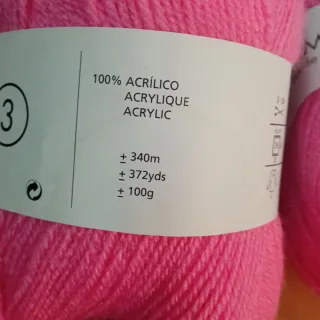 3
100% ACRÍLICO
ACRYLIQUE
ACRYLIC
± 340m
± 372yds
± 100g